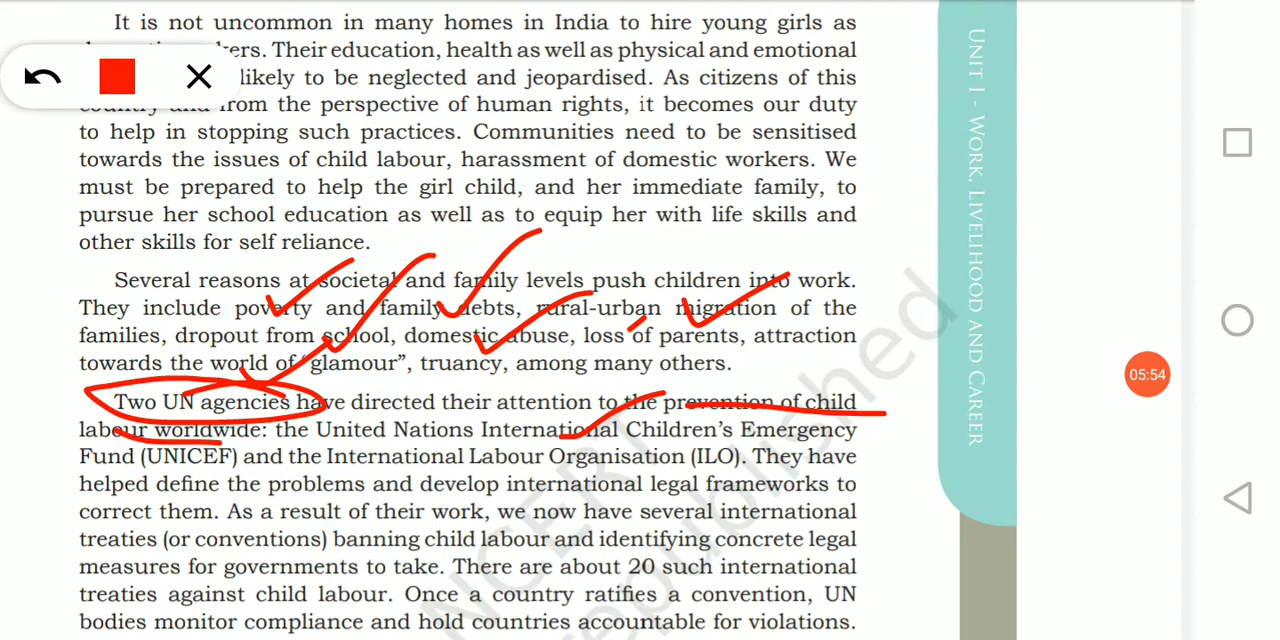 It is not uncommon in many homes in India to hire young girls as
Their education, health as well as physical and emotional
likely to be neglected and jeopardised. As citizens of this
country and from the perspective of human rights, it becomes our duty
to help in stopping such practices. Communities need to be sensitised
towards the issues of child labour, harassment of domestic workers. We
must be prepared to help the girl child, and her immediate family, to
pursue her school education as well as to equip her with life skills and
other skills for self reliance.
Several reasons at societal and family levels push children into work.
They include poverty and family debts, rural-urban migration of the
families, dropout from school, domestic abuse, loss of parents, attraction
towards the world of “glamour”, truancy, among many others.
Two UN agencies have directed their attention to the prevention of child
labour worldwide: the United Nations International Children’s Emergency
Fund (UNICEF) and the International Labour Organisation (ILO). They have
helped define the problems and develop international legal frameworks to
correct them. As a result of their work, we now have several international
treaties (or conventions) banning child labour and identifying concrete legal
measures for governments to take. There are about 20 such international
treaties against child labour. Once a country ratifies a convention, UN
bodies monitor compliance and hold countries accountable for violations.
UNIT I - WORK, LIVELIHOOD AND CAREER
05:54
NCERT
republished